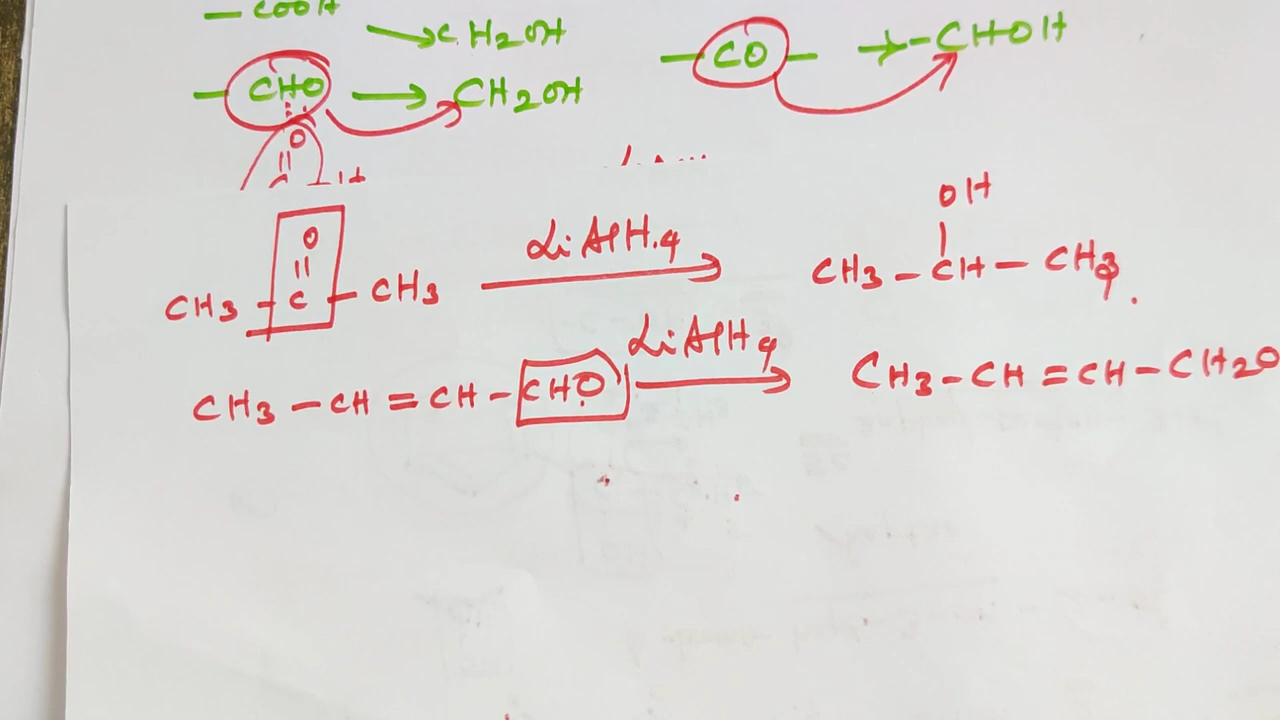 — COOH
→ CH2OH
— CO — → - CHOH
— CHO → CH2OH
O
||
OH
|
O
||
CH3 - C - CH3 LiAlH4 → CH3 - CH - CH3
CH3 - CH = CH - CHO LiAlH4 → CH3 - CH = CH - CH2O